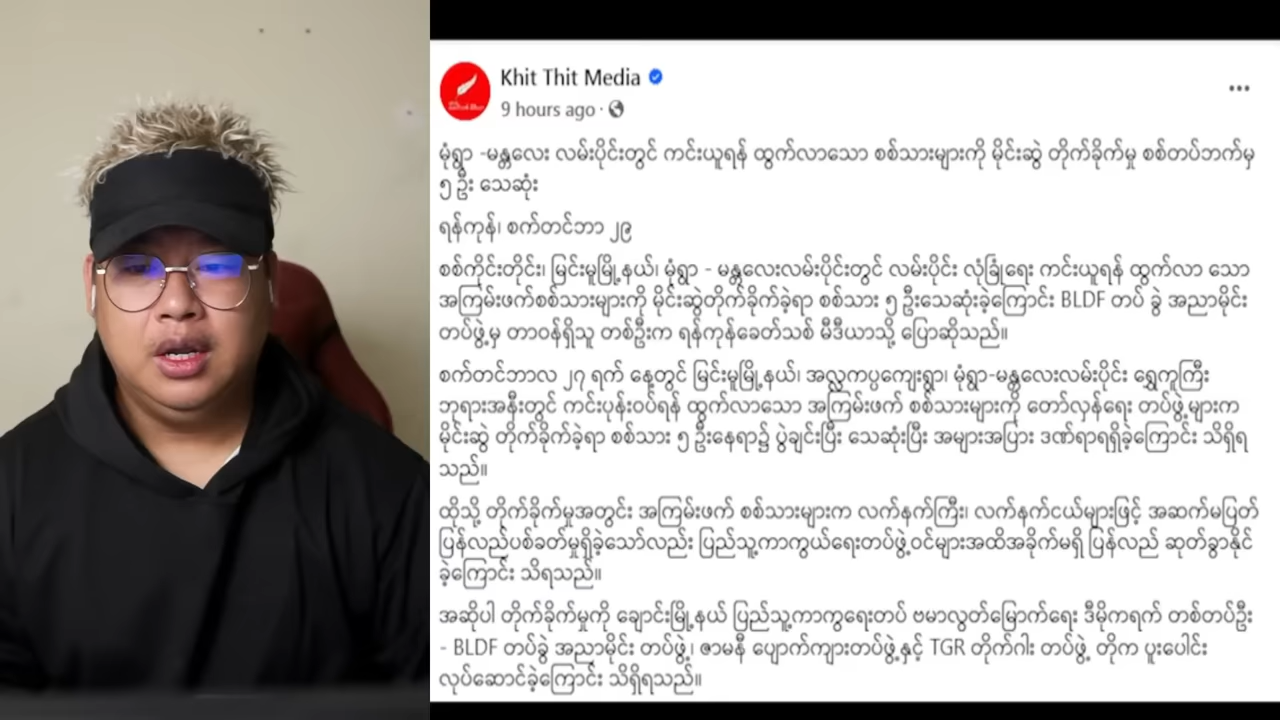 Khit Thit Media
9 hours ago
မုံရွာ -မန္တလေး လမ်းပိုင်းတွင် ကင်းယူရန် ထွက်လာသော စစ်သားများကို မိုင်းဆွဲ တိုက်ခိုက်မှု စစ်တပ်ဘက်မှ
၅ ဦး သေဆုံး
ရန်ကုန်၊ စက်တင်ဘာ ၂၉
စစ်ကိုင်းတိုင်း၊ မြင်းမူမြို့နယ်၊ မုံရွာ - မန္တလေးလမ်းပိုင်းတွင် လမ်းပိုင်း လုံခြုံရေး ကင်းယူရန် ထွက်လာ သော
အကြမ်းဖက်စစ်သားများကို မိုင်းဆွဲတိုက်ခိုက်ခဲ့ရာ စစ်သား ၅ ဦးသေဆုံးခဲ့ကြောင်း BLDF တပ် ခွဲ အညာမိုင်း
တပ်ဖွဲ့မှ တာဝန်ရှိသူ တစ်ဦးက ရန်ကုန်ခေတ်သစ် မီဒီယာသို့ ပြောဆိုသည်။
စက်တင်ဘာလ ၂၇ ရက် နေ့တွင် မြင်းမူမြို့နယ်၊ အလ္လကပ္ပကျေးရွာ၊ မုံရွာ-မန္တလေးလမ်းပိုင်း ရွှေကူကြီး
ဘုရားအနီးတွင် ကင်းပုန်းဝပ်ရန် ထွက်လာသော အကြမ်းဖက် စစ်သားများကို တော်လှန်ရေး တပ်ဖွဲ့များက
မိုင်းဆွဲ တိုက်ခိုက်ခဲ့ရာ စစ်သား ၅ ဦးနေရာ၌ ပွဲချင်းပြီး သေဆုံးပြီး အများအပြား ဒဏ်ရာရရှိခဲ့ကြောင်း သိရှိရ
သည်။
ထိုသို့ တိုက်ခိုက်မှုအတွင်း အကြမ်းဖက် စစ်သားများက လက်နက်ကြီး၊ လက်နက်ငယ်များဖြင့် အဆက်မပြတ်
ပြန်လည်ပစ်ခတ်မှုရှိခဲ့သော်လည်း ပြည်သူ့ကာကွယ်ရေးတပ်ဖွဲ့ဝင်များအထိအခိုက်မရှိ ပြန်လည် ဆုတ်ခွာနိုင်
ခဲ့ကြောင်း သိရသည်။
အဆိုပါ တိုက်ခိုက်မှုကို ချောင်းမြို့နယ် ပြည်သူ့ကာကွရေးတပ် ဗမာလွတ်မြောက်ရေး ဒီမိုကရက် တစ်တပ်ဦး
- BLDF တပ်ခွဲ အညာမိုင်း တပ်ဖွဲ့၊ ဇာမနီ ပျောက်ကျားတပ်ဖွဲ့နှင့် TGR တိုက်ဂါး တပ်ဖွဲ့ တိုက ပူးပေါင်း
လုပ်ဆောင်ခဲ့ကြောင်း သိရှိရသည်။